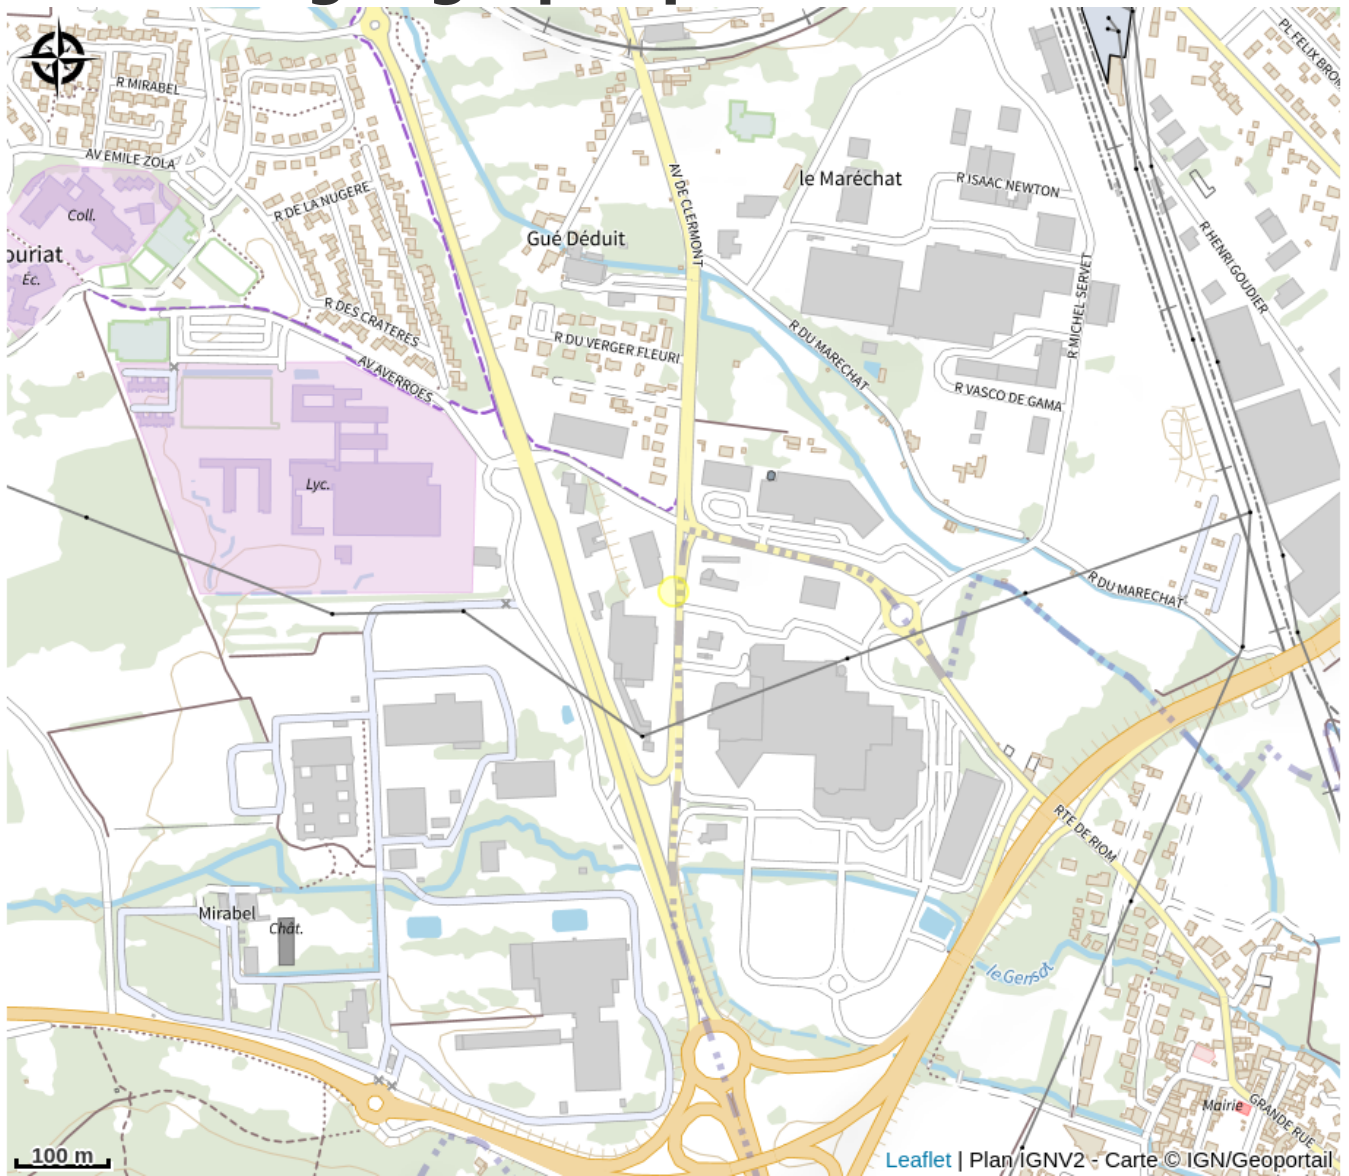 PL FELIX BRO
R MIRABEL
AV EMILE ZOLA
le Maréchat
R ISAAC NEWTON
R DE LA NUGERE
Coll.
AV DE CLERMONT
Gué Déduit
R HENRI GOUDIER
ouriat
Éc.
R DES CRATERES
R MICHEL SERVET
R DU MARECHAT
R DU VERGER FLEURI
AV AVERROES
R VASCO DE GAMA
Lyc.
R DU MARECHAT
RTE DE RIOM
Mirabel
Chât.
le Gensat
Mairie
GRANDE RUE
100 m
Leaflet | Plan IGNV2 - Carte © IGN/Geoportail